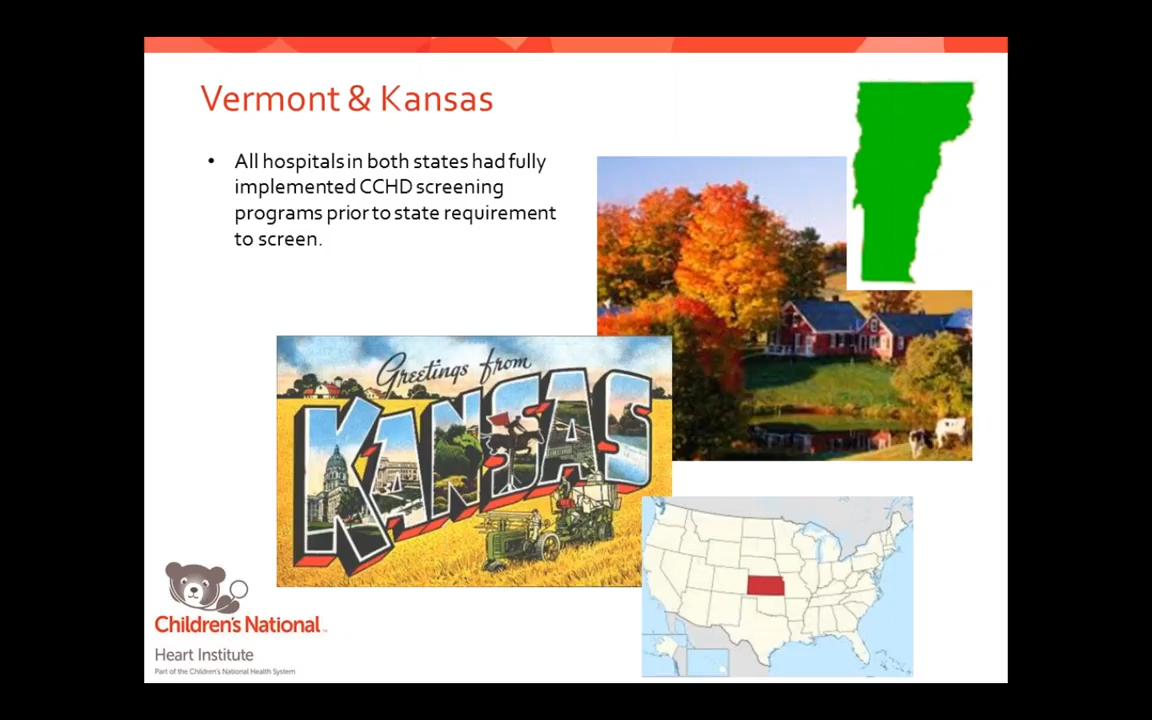 Vermont & Kansas
• All hospitals in both states had fully
implemented CCHD screening
programs prior to state requirement
to screen.
Greetings from
KANSAS
Children's National™
Heart Institute
Part of the Children's National Health System